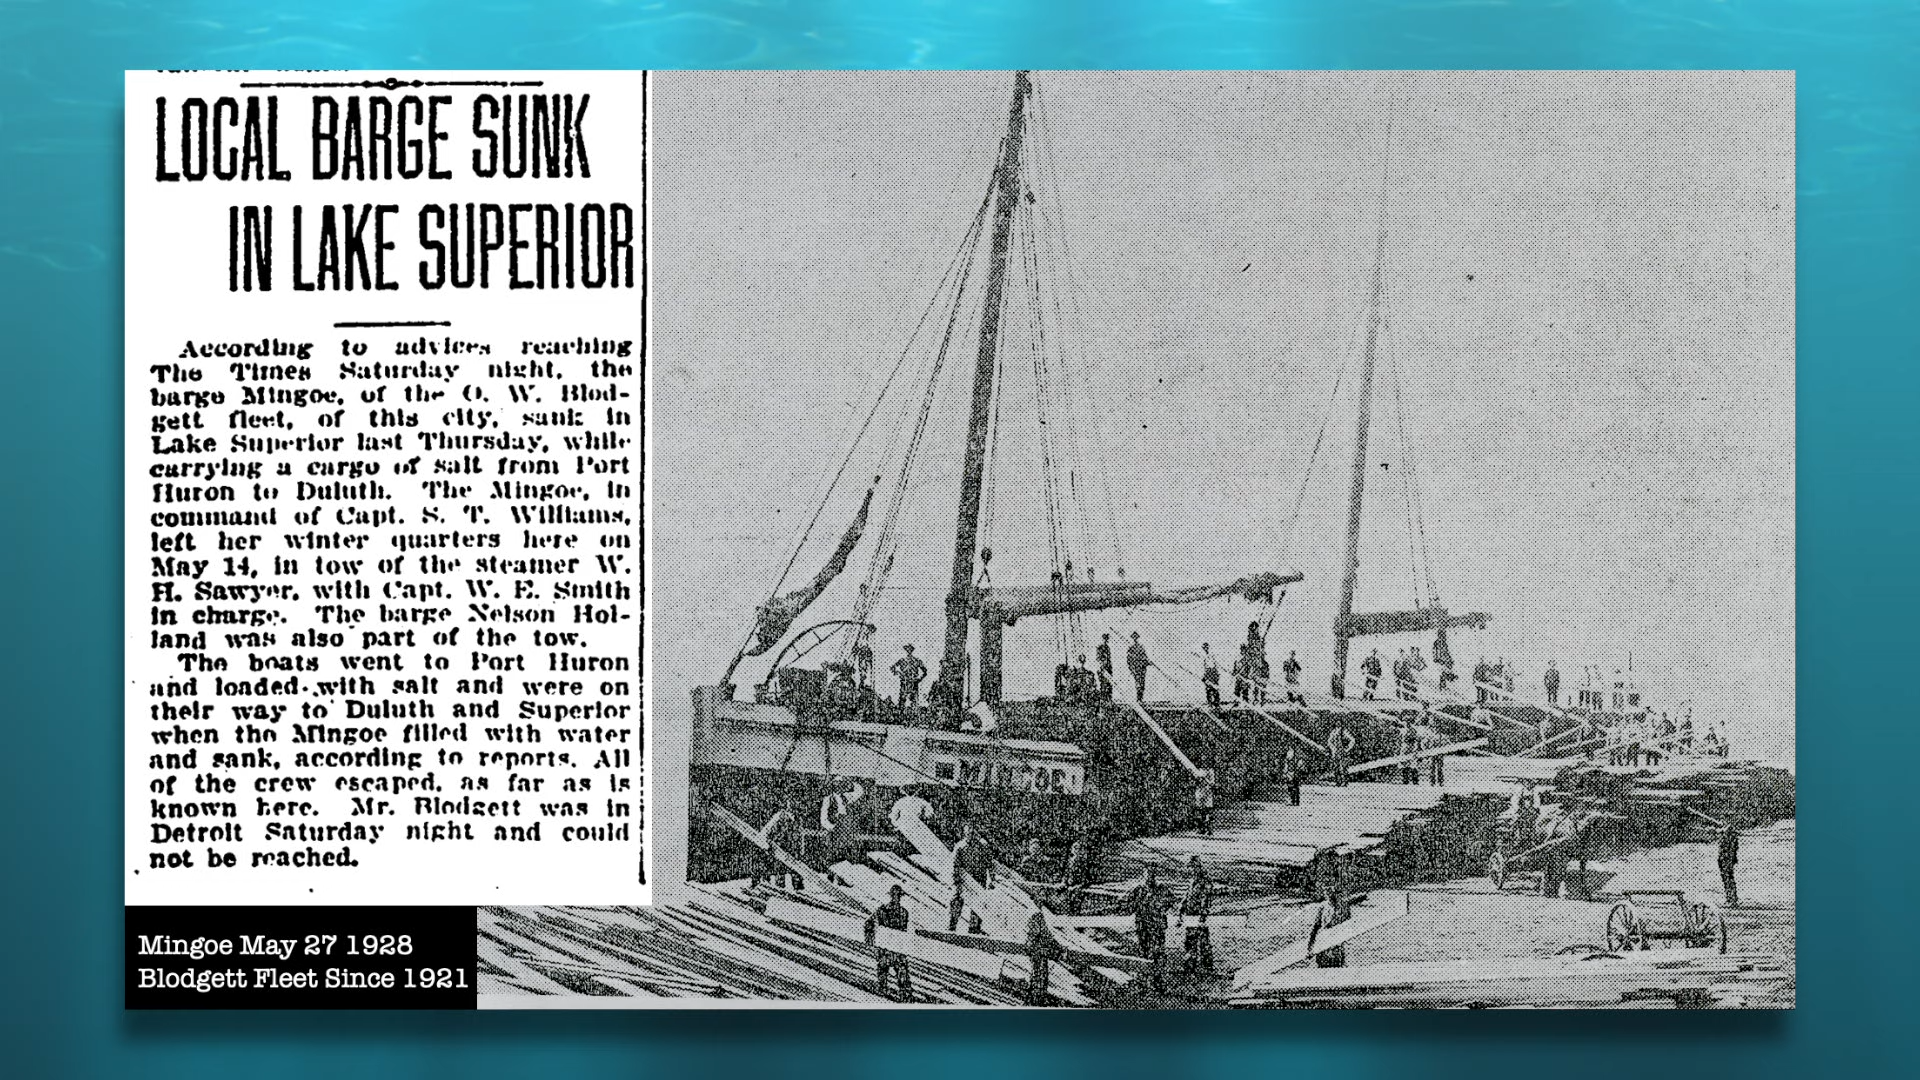 LOCAL BARGE SUNK
IN LAKE SUPERIOR
According to advices reaching
The Times Saturday night, the
barge Mingoe, of the O. W. Blod-
gett fleet, of this city, sank in
Lake Superior last Thursday, while
carrying a cargo of salt from Port
Huron to Duluth. The Mingoe, in
command of Capt. S. T. Williams,
left her winter quarters here on
May 14, in tow of the steamer W.
H. Sawyer, with Capt. W. E. Smith
in charge. The barge Nelson Hol-
land was also part of the tow.
The boats went to Port Huron
and loaded with salt and were on
their way to Duluth and Superior
when the Mingoe filled with water
and sank, according to reports. All
of the crew escaped, as far as is
known here. Mr. Blodgett was in
Detroit Saturday night and could
not be reached.
MINGOE
Mingoe May 27 1928
Blodgett Fleet Since 1921